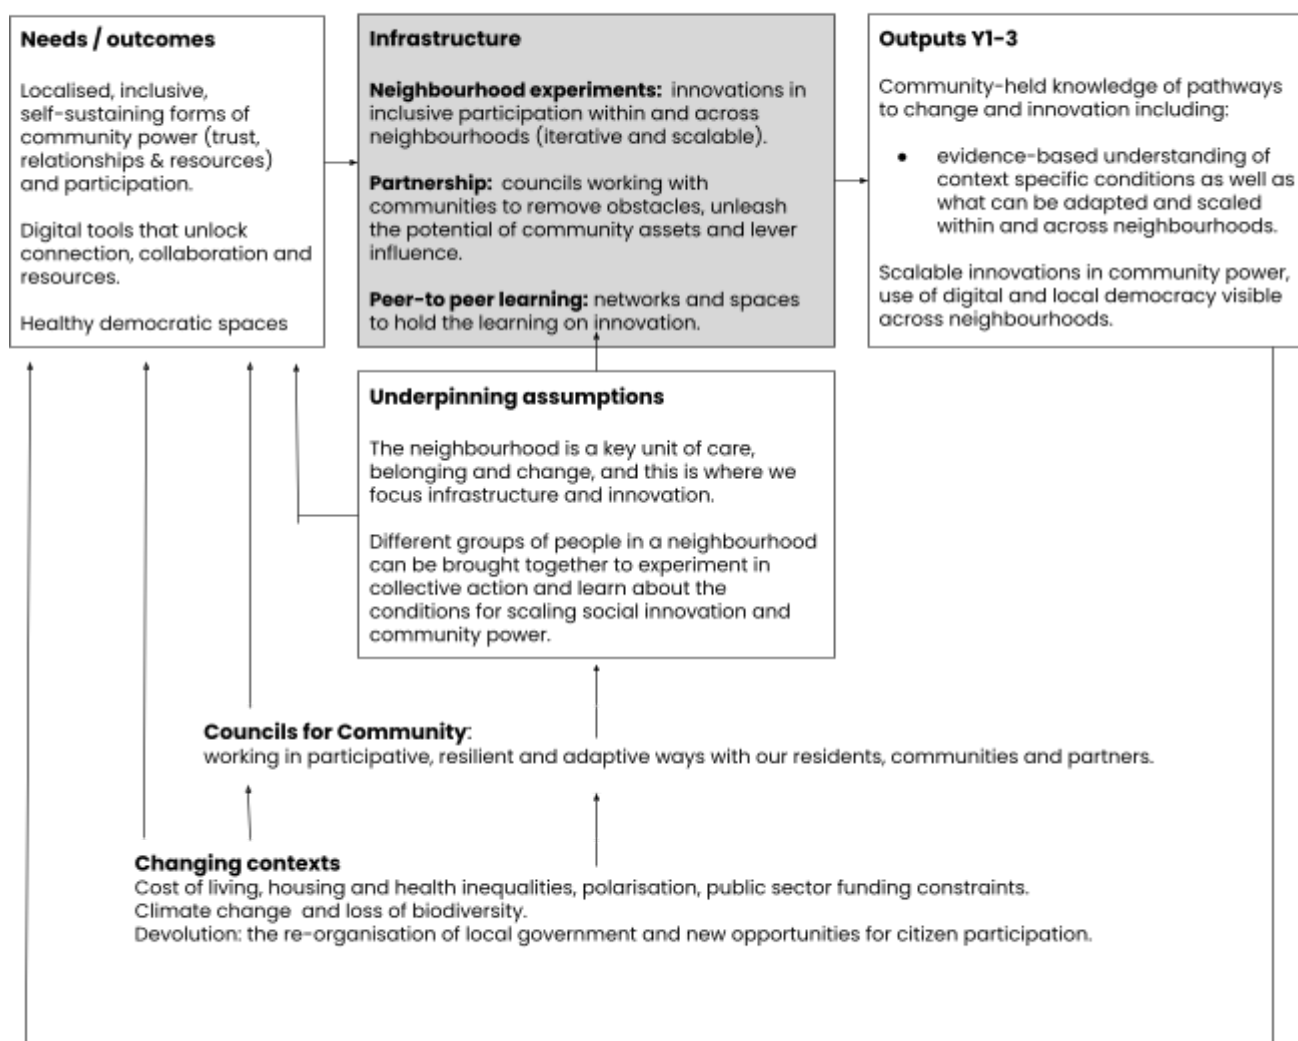 Needs / outcomes
Localised, inclusive,
self-sustaining forms of
community power (trust,
relationships & resources)
and participation.
Digital tools that unlock
connection, collaboration and
resources.
Healthy democratic spaces
Infrastructure
Neighbourhood experiments: innovations in
inclusive participation within and across
neighbourhoods (iterative and scalable).
Partnership: councils working with
communities to remove obstacles, unleash
the potential of community assets and lever
influence.
Peer-to peer learning: networks and spaces
to hold the learning on innovation.
Outputs Y1-3
Community-held knowledge of pathways
to change and innovation including:
● evidence-based understanding of
context specific conditions as well as
what can be adapted and scaled
within and across neighbourhoods.
Scalable innovations in community power,
use of digital and local democracy visible
across neighbourhoods.
Underpinning assumptions
The neighbourhood is a key unit of care,
belonging and change, and this is where we
focus infrastructure and innovation.
Different groups of people in a neighbourhood
can be brought together to experiment in
collective action and learn about the
conditions for scaling social innovation and
community power.
Councils for Community:
working in participative, resilient and adaptive ways with our residents, communities and partners.
Changing contexts
Cost of living, housing and health inequalities, polarisation, public sector funding constraints.
Climate change and loss of biodiversity.
Devolution: the re-organisation of local government and new opportunities for citizen participation.